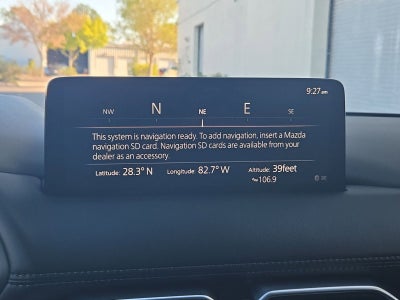 9:27am
NW N NE E SE
This system is navigation ready. To add navigation, insert a Mazda
navigation SD card. Navigation SD cards are available from your
dealer as an accessory.
Latitude: 28.3° N Longitude: 82.7° W Altitude: 39feet
106.9